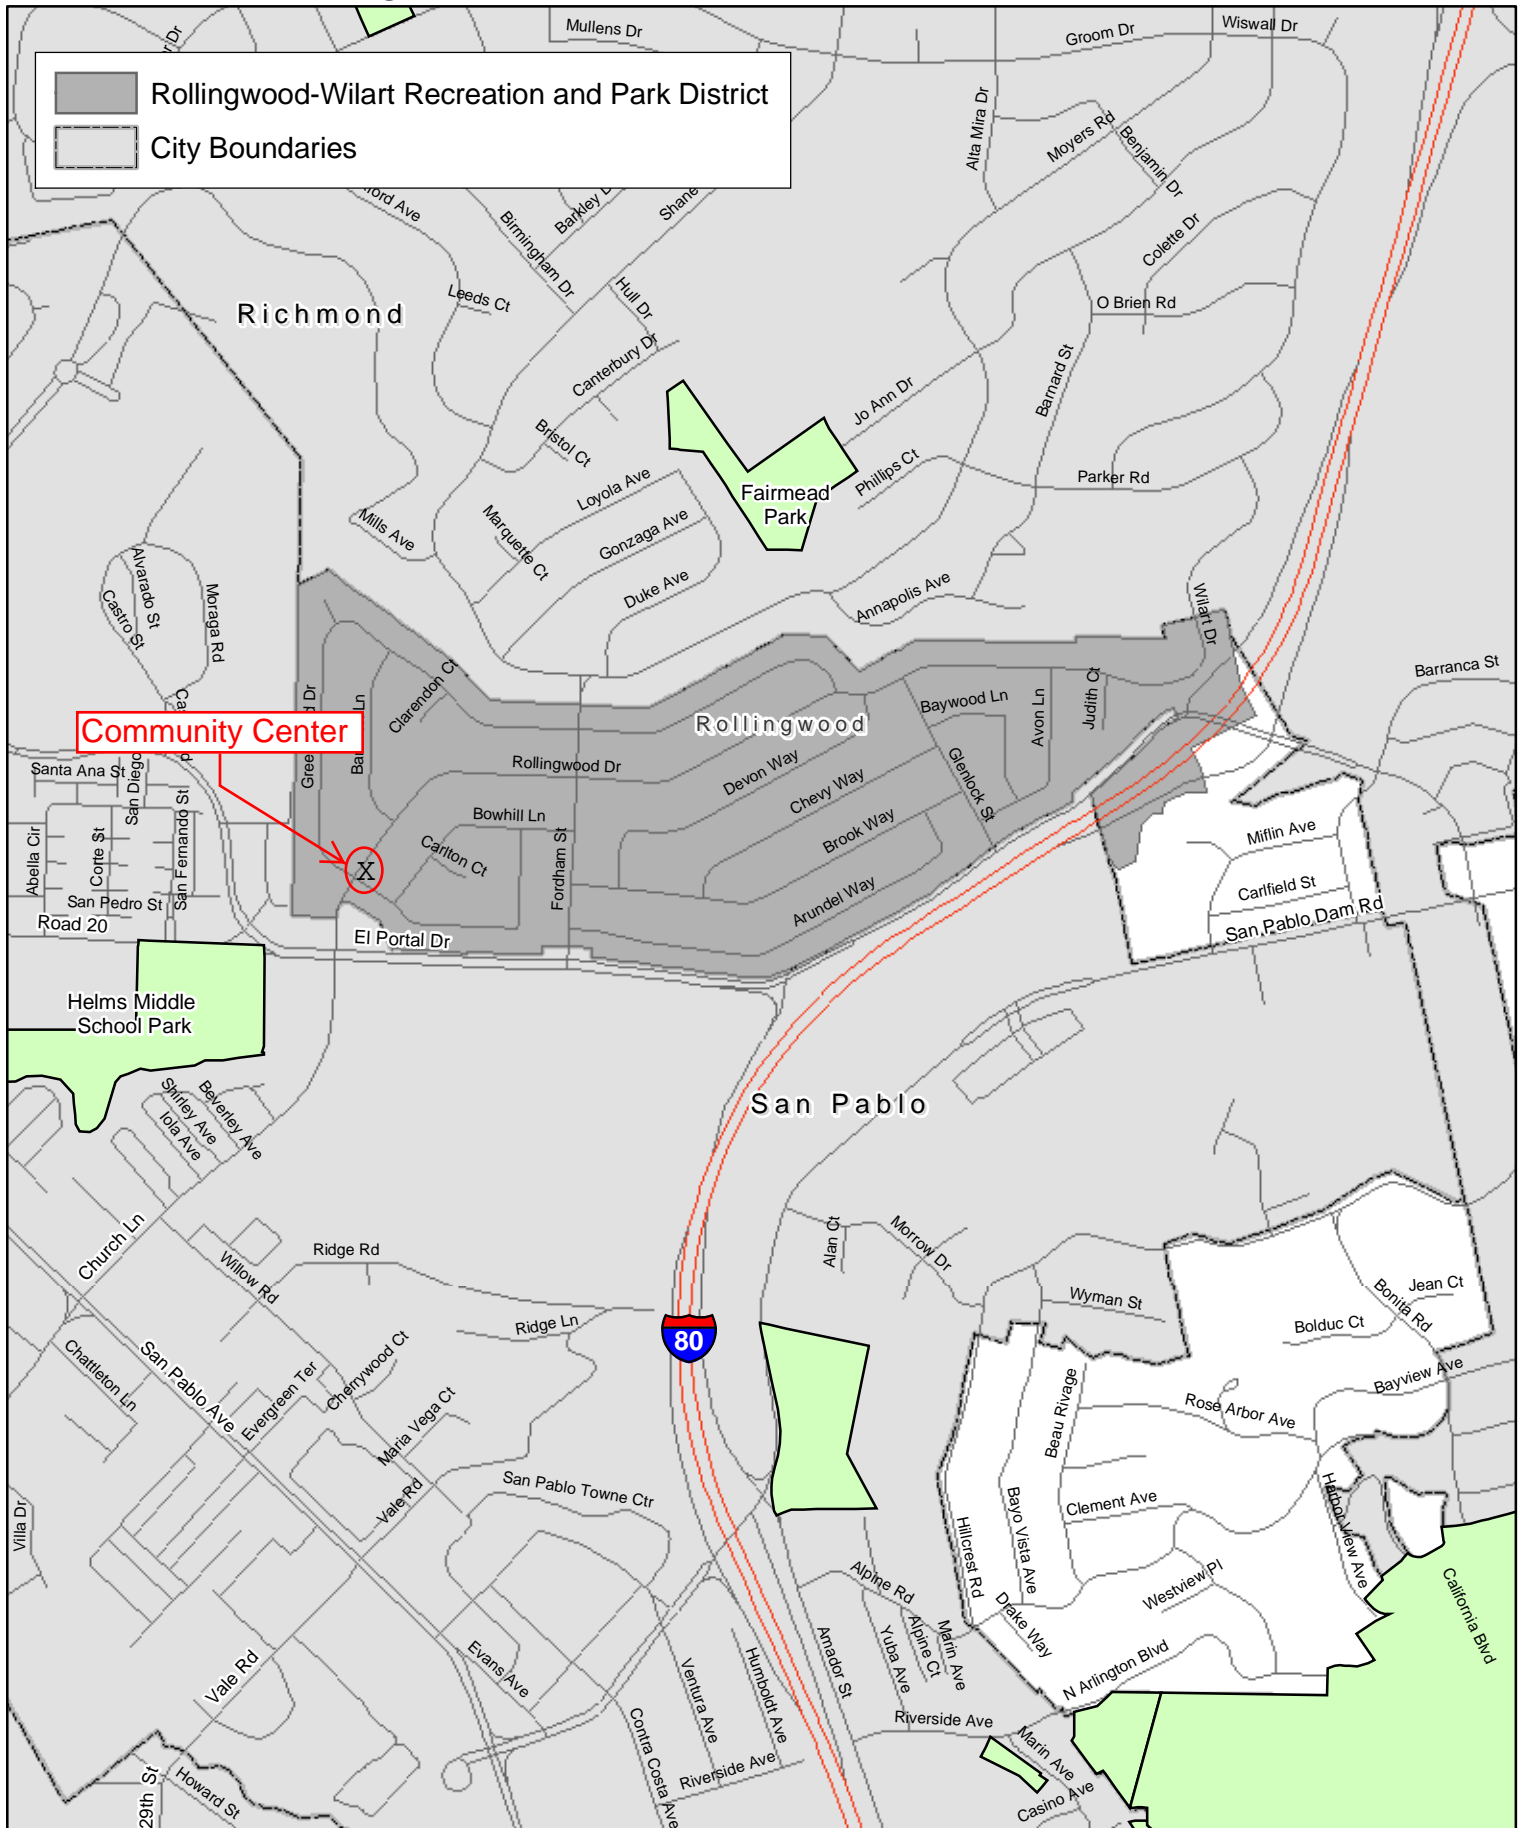 Mullens Dr
Groom Dr
Wiswall Dr
Rollingwood-Wilart Recreation and Park District
City Boundaries
Alta Mira Dr
Moyers Rd
Benjamin Dr
Birmingham Dr
Shane
Colette Dr
Leeds Ct
Hull Dr
O Brien Rd
Richmond
Canterbury Dr
Barnard St
Jo Ann Dr
Bristol Ct
Phillips Ct
Parker Rd
Loyola Ave
Fairmead
Park
Mills Ave
Marquette Ct
Gonzaga Ave
Duke Ave
Annapolis Ave
Alvarado St
Castro St
Moraga Rd
Wilart Dr
Clarendon Ct
Barranca St
Community Center
Rollingwood
Baywood Ln
Avon Ln
Judith Ct
Santa Ana St
San Diego
Rollingwood Dr
Devon Way
Chevy Way
Glenlock St
Abella Cir
Corte St
San Fernando St
Bowhill Ln
Brook Way
Miflin Ave
Carlton Ct
X
Fordham St
Arundel Way
Carlfield St
San Pedro St
Road 20
El Portal Dr
San Pablo Dam Rd
Helms Middle
School Park
Shirley Ave
Beverley Ave
Iola Ave
San Pablo
Church Ln
Willow Rd
Ridge Rd
Alan Ct
Morrow Dr
Wyman St
Jean Ct
Bonita Rd
Bolduc Ct
Ridge Ln
80
Chattleton Ln
San Pablo Ave
Evergreen Ter
Cherrywood Ct
Maria Vega Ct
Beau Rivage
Rose Arbor Ave
Bayview Ave
Vale Rd
San Pablo Towne Ctr
Villa Dr
Hillcrest Rd
Bayo Vista Ave
Clement Ave
Harbor View Ave
California Blvd
Alpine Rd
Westview Pl
Drake Way
Yuba Ave
Alpine Ct
Marin Ave
Amador St
Evans Ave
Vale Rd
Ventura Ave
Humboldt Ave
N Arlington Blvd
Riverside Ave
Contra Costa Ave
Riverside Ave
Marin Ave
Casino Ave
29th St
Howard St